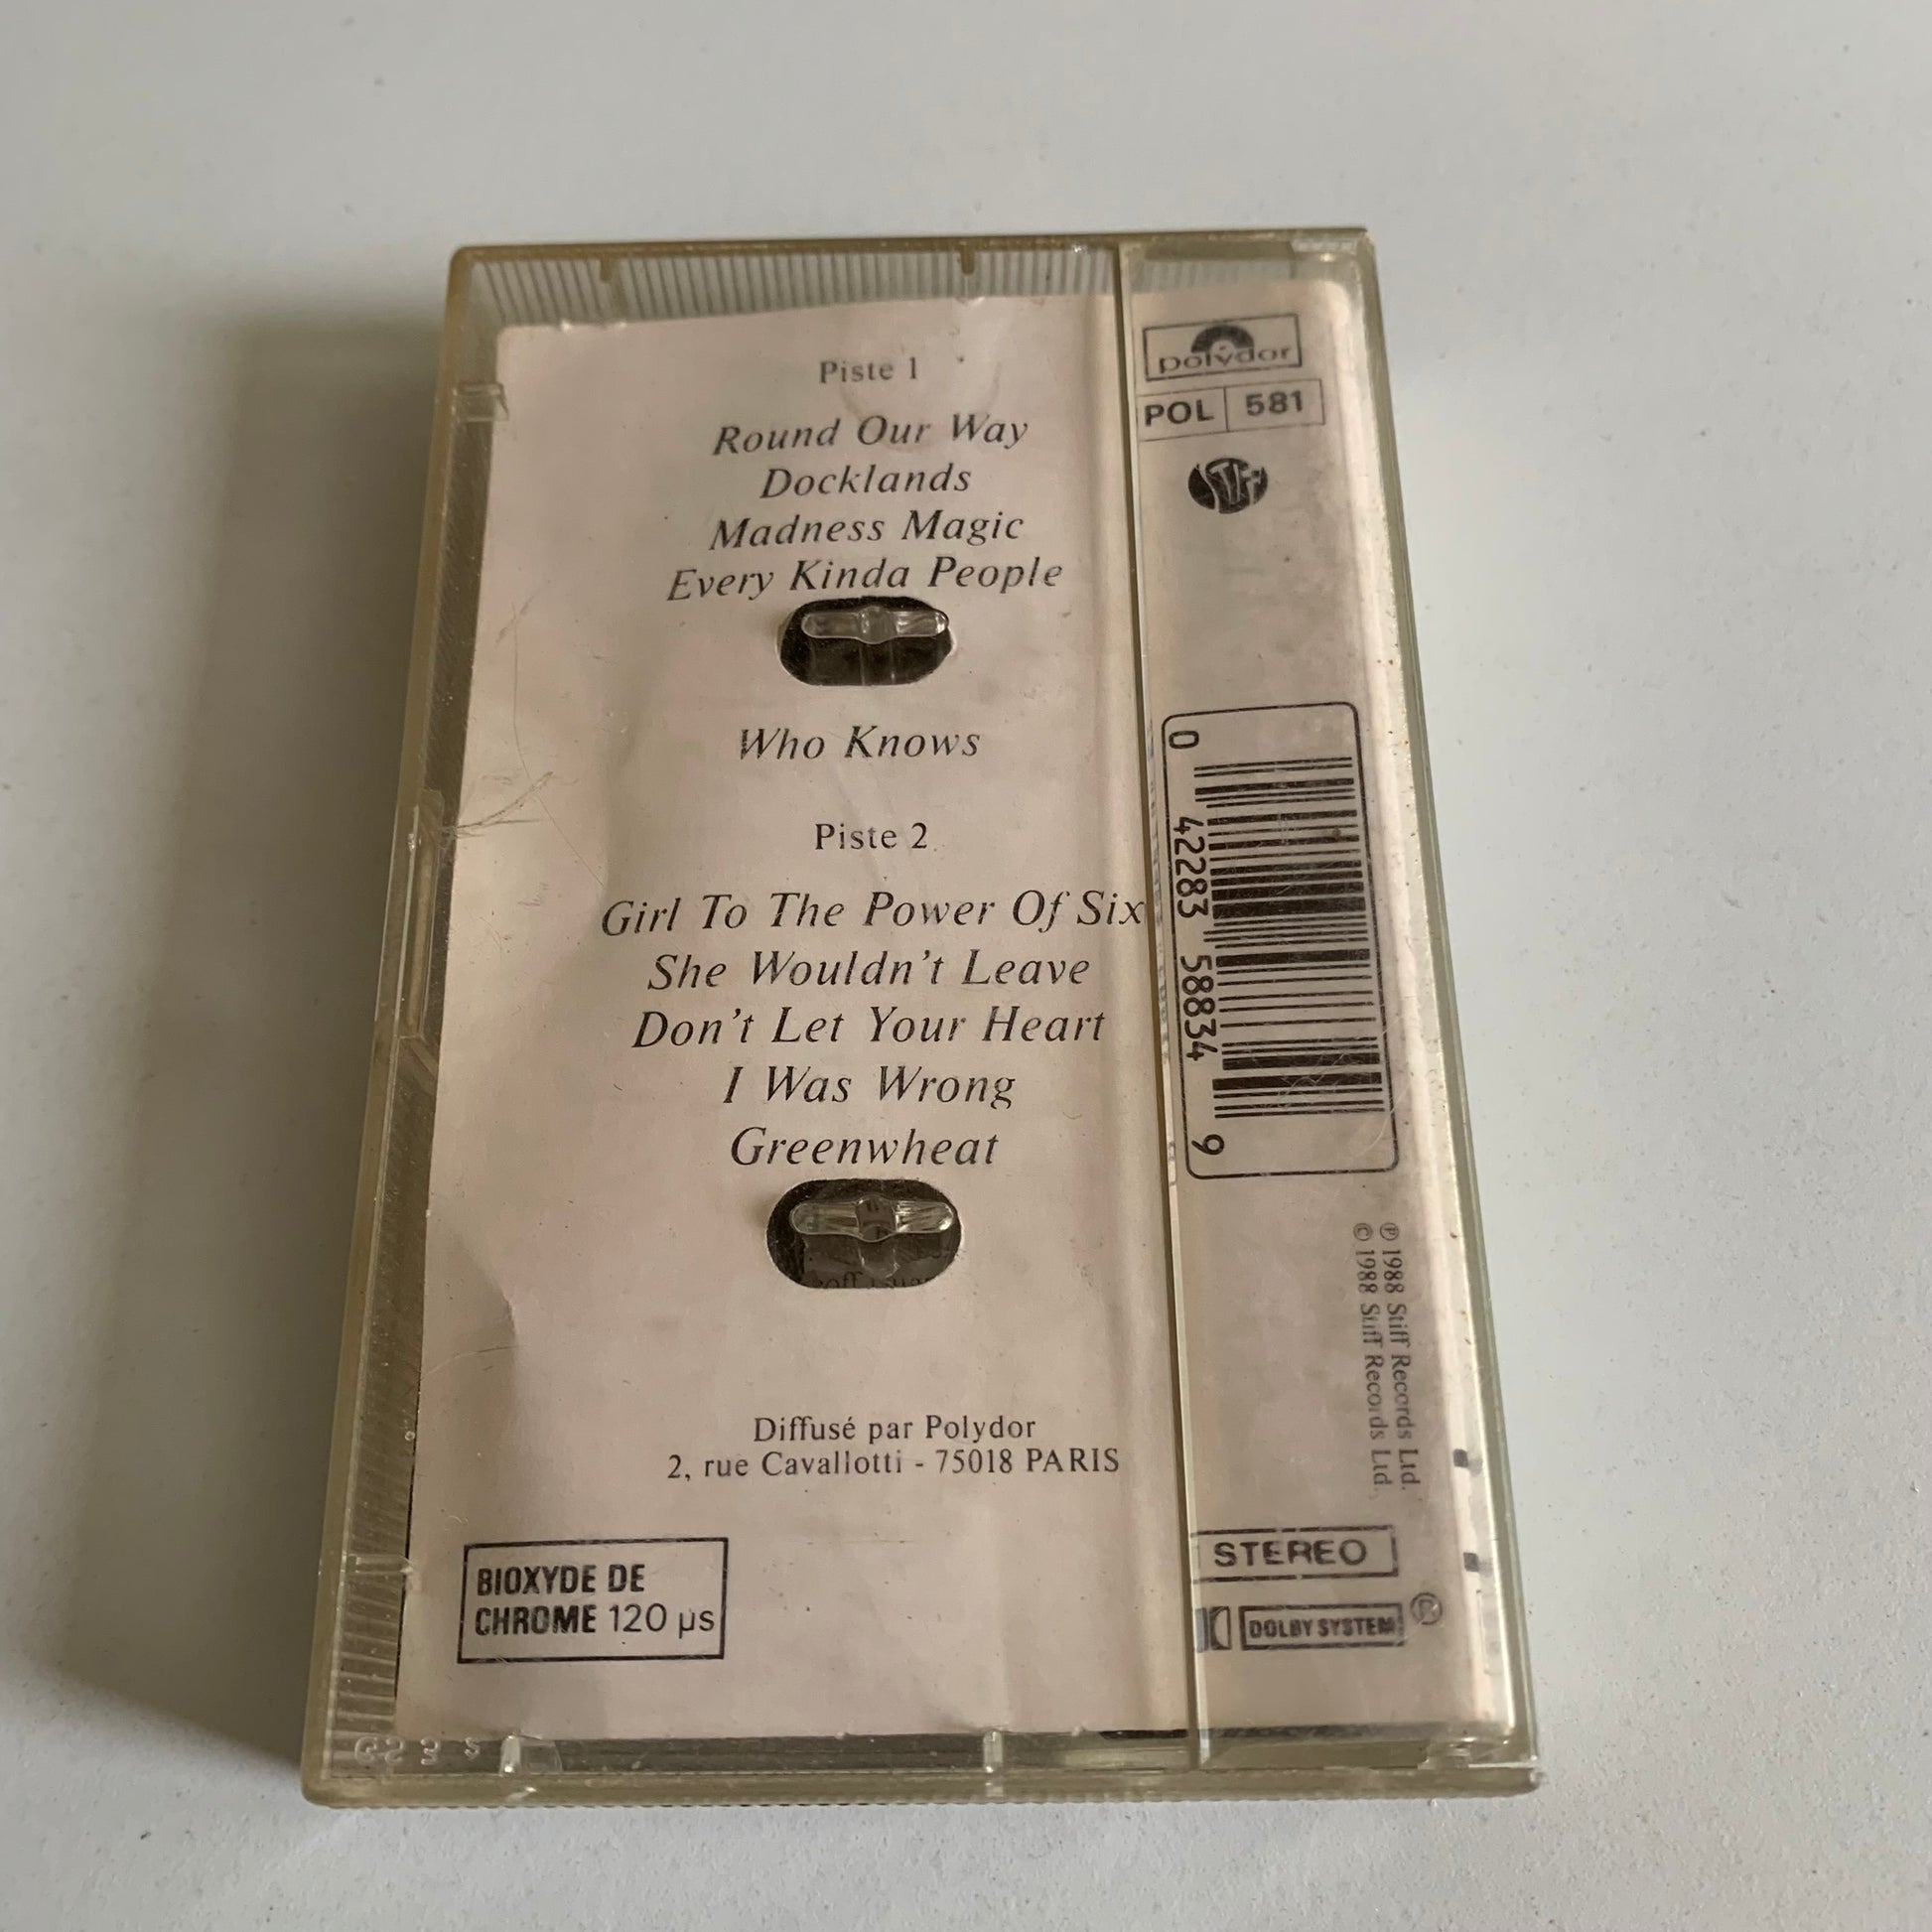 Piste 1
Round Our Way
Docklands
Madness Magic
Every Kinda People
Who Knows
Piste 2
Girl To The Power Of Six
She Wouldn't Leave
Don't Let Your Heart
I Was Wrong
Greenwheat
Diffusé par Polydor
2, rue Cavallotti - 75018 PARIS
BIOXYDE DE
CHROME 120 µs
polydor
POL 581
STIFF
0 42283 58834 9
℗ 1988 Stiff Records Ltd.
© 1988 Stiff Records Ltd.
STEREO
DOLBY SYSTEM ®